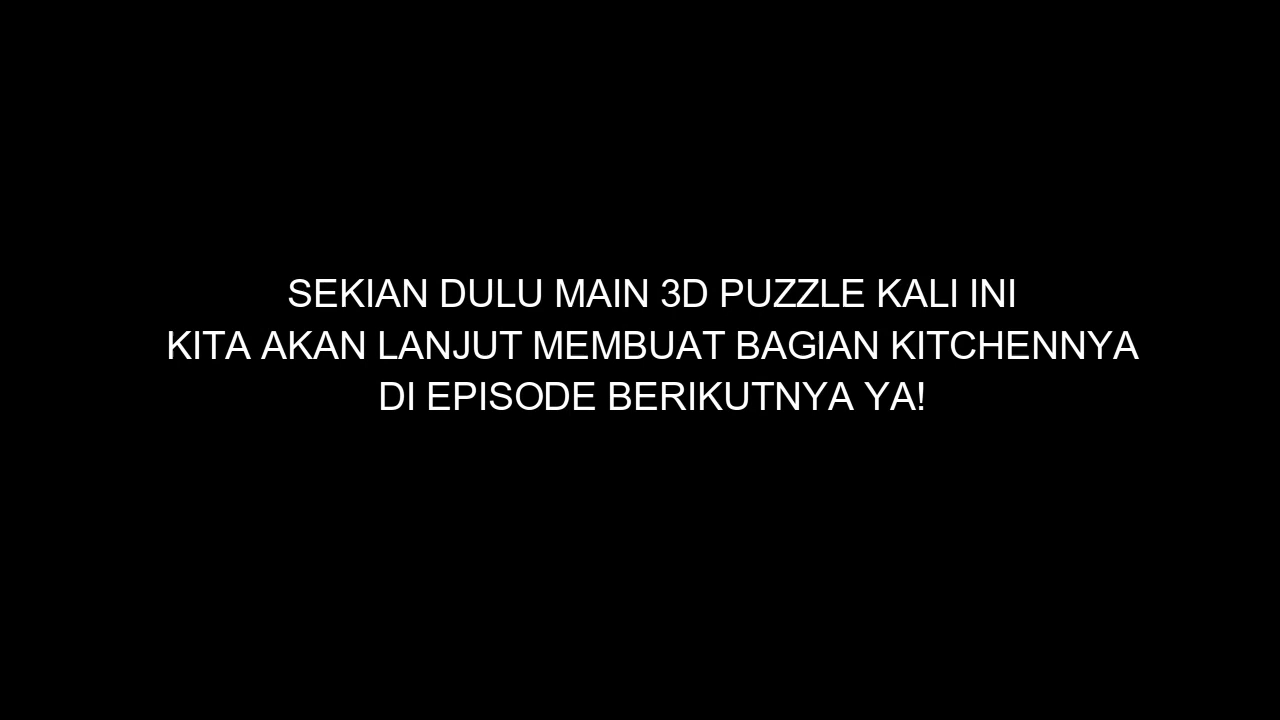 SEKIAN DULU MAIN 3D PUZZLE KALI INI
KITA AKAN LANJUT MEMBUAT BAGIAN KITCHENNYA
DI EPISODE BERIKUTNYA YA!